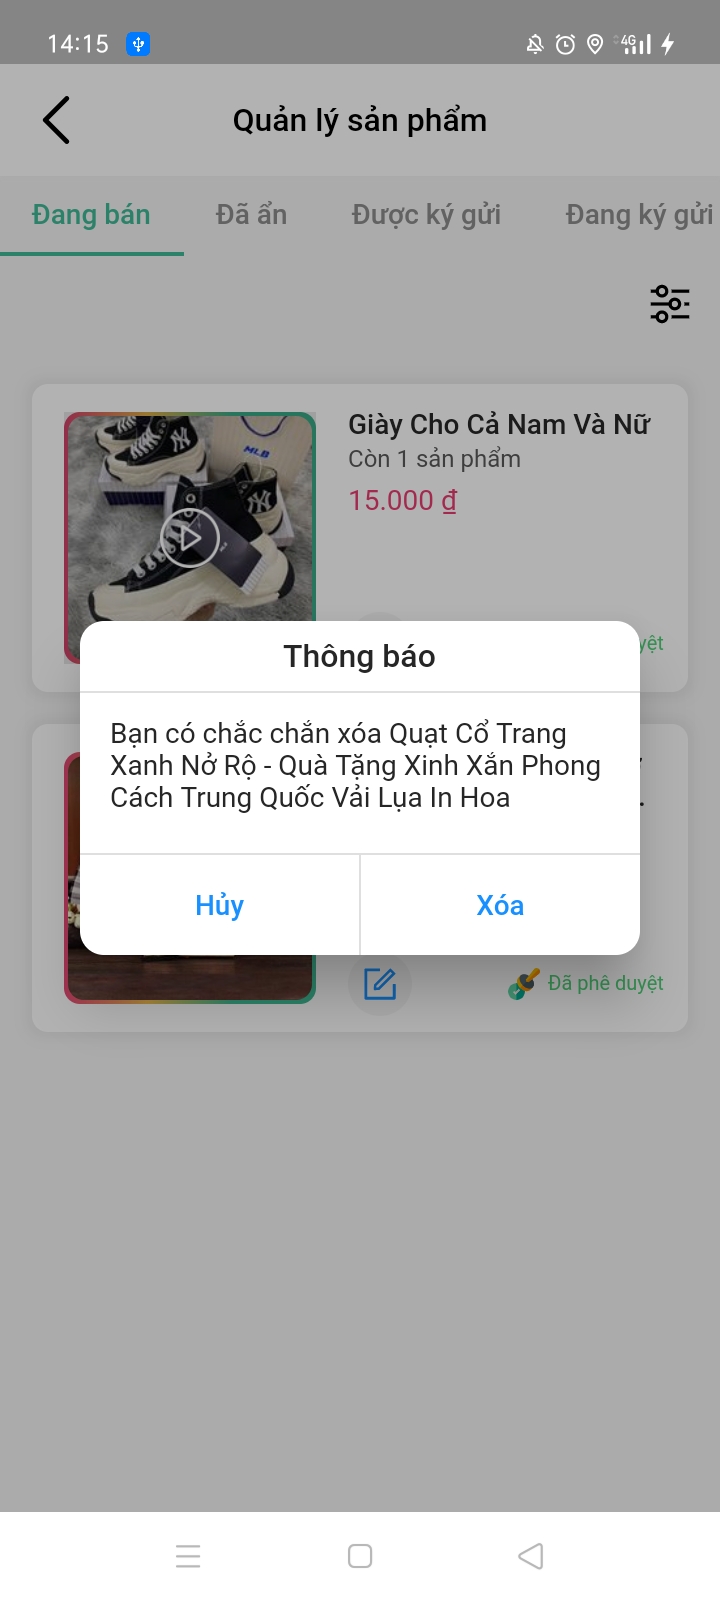 14:15
4G
Quản lý sản phẩm
Đang bán Đã ẩn Được ký gửi Đang ký gửi
Giày Cho Cả Nam Và Nữ
Còn 1 sản phẩm
15.000 ₫
MLB
Thông báo
Bạn có chắc chắn xóa Quạt Cổ Trang
Xanh Nở Rộ - Quà Tặng Xinh Xắn Phong
Cách Trung Quốc Vải Lụa In Hoa
Hủy Xóa
Đã phê duyệt